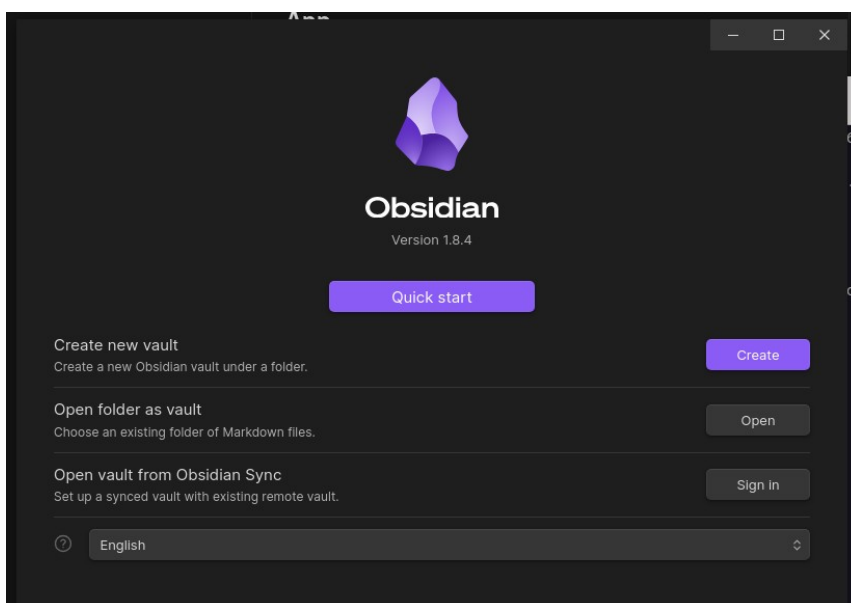 Obsidian
Version 1.8.4
Quick start
Create new vault
Create a new Obsidian vault under a folder.
Create
Open folder as vault
Choose an existing folder of Markdown files.
Open
Open vault from Obsidian Sync
Set up a synced vault with existing remote vault.
Sign in
English